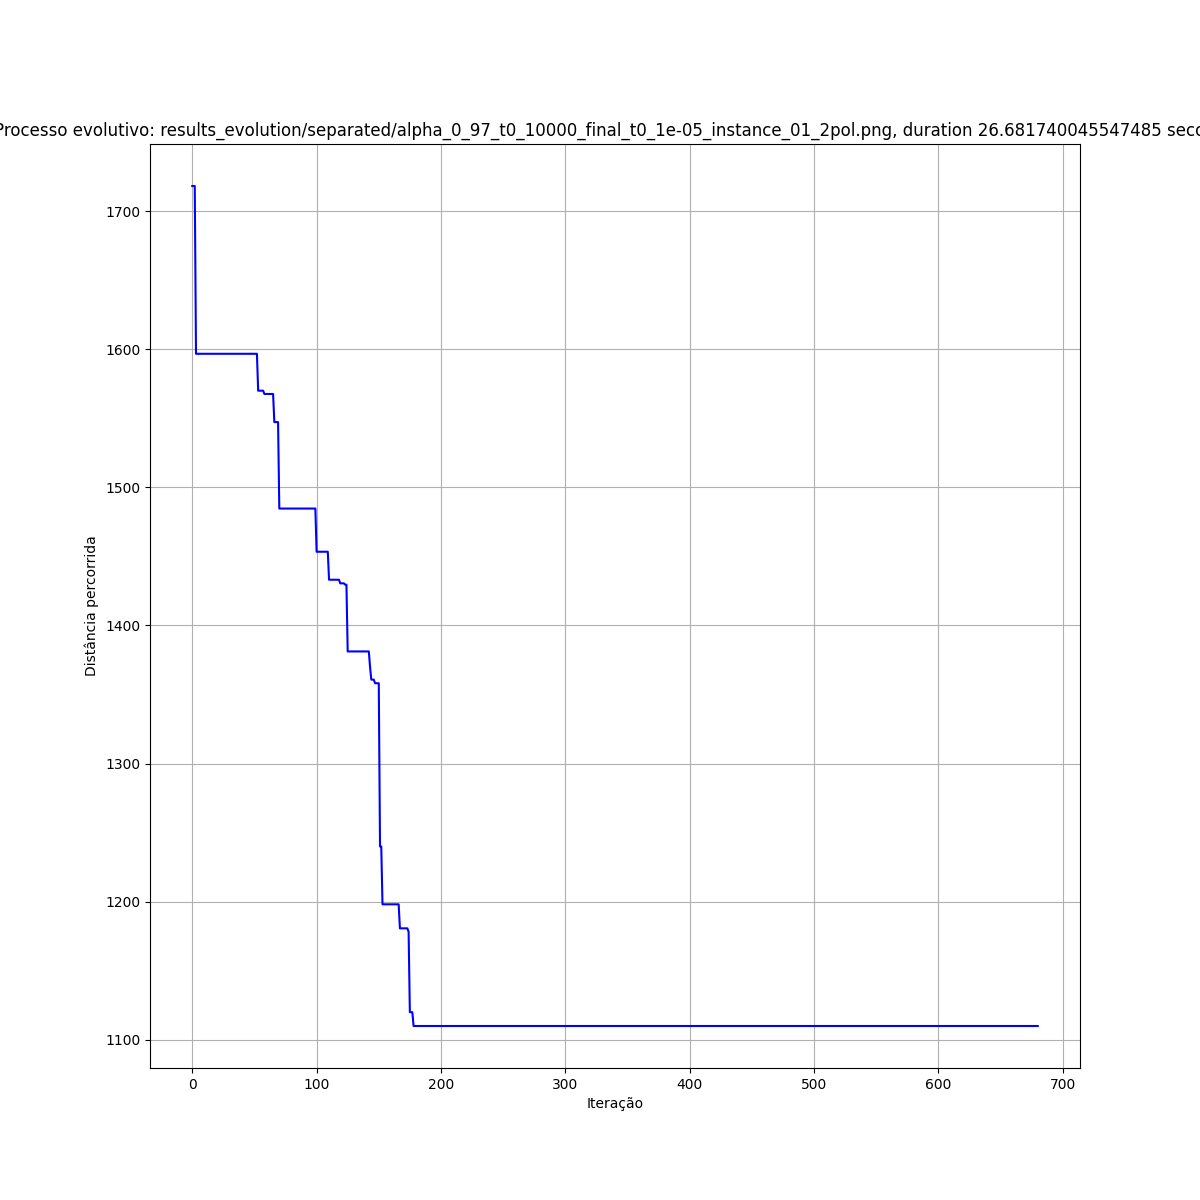 Processo evolutivo: results_evolution/separated/alpha_0_97_t0_10000_final_t0_1e-05_instance_01_2pol.png, duration 26.681740045547485 seco
1700
1600
1500
1400
1300
1200
1100
Distância percorrida
0 100 200 300 400 500 600 700
Iteração